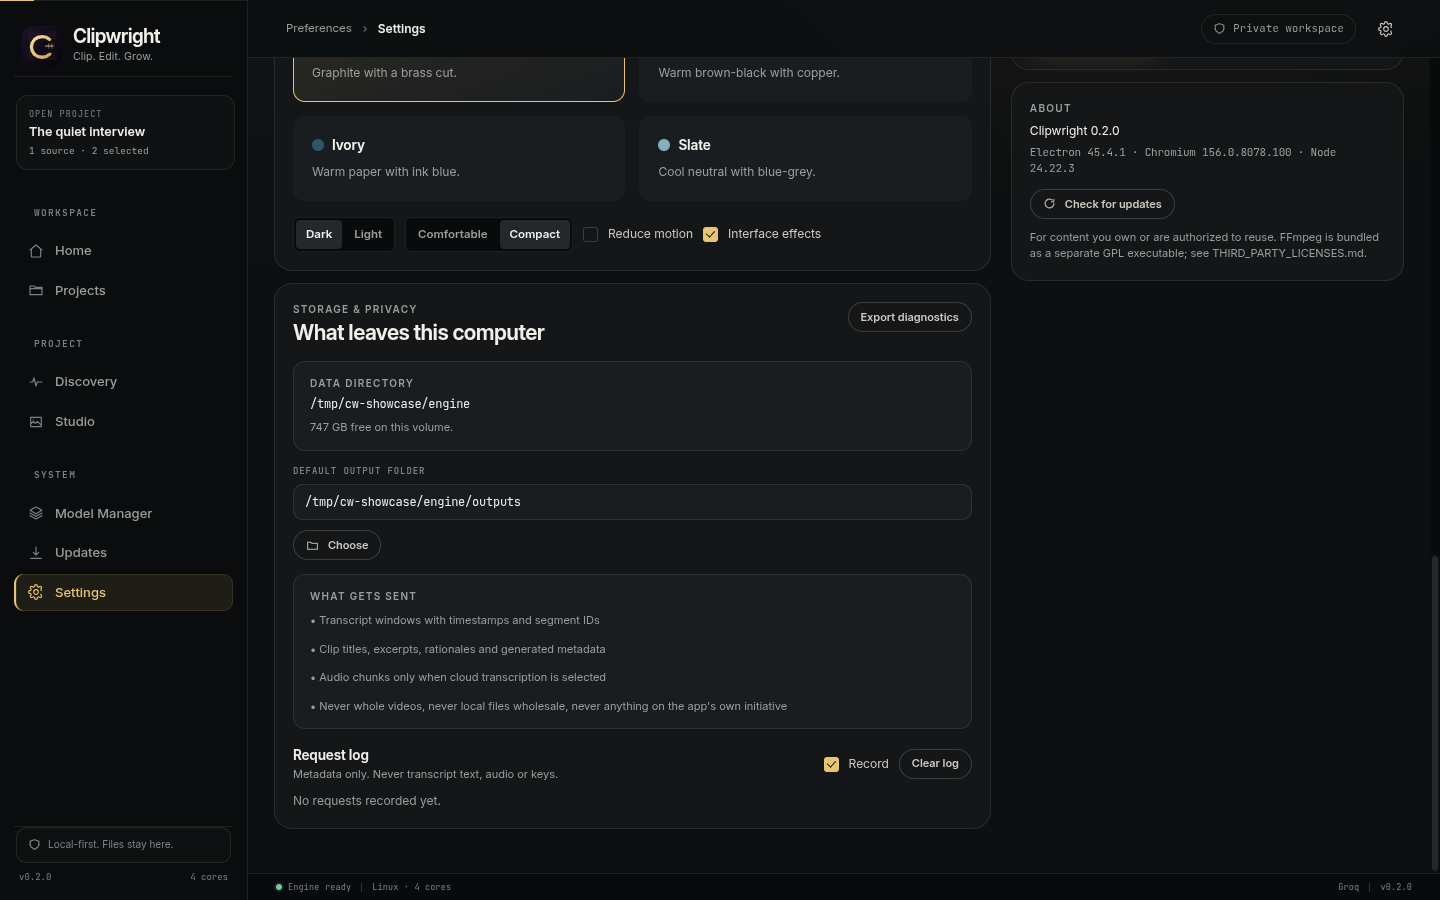 Clipwright
Clip. Edit. Grow.
OPEN PROJECT
The quiet interview
1 source · 2 selected
WORKSPACE
Home
Projects
PROJECT
Discovery
Studio
SYSTEM
Model Manager
Updates
Settings
Local-first. Files stay here.
v0.2.0
4 cores
Preferences › Settings
Private workspace
Graphite with a brass cut.
Warm brown-black with copper.
Ivory
Warm paper with ink blue.
Slate
Cool neutral with blue-grey.
Dark
Light
Comfortable
Compact
Reduce motion
Interface effects
STORAGE & PRIVACY
What leaves this computer
Export diagnostics
DATA DIRECTORY
/tmp/cw-showcase/engine
747 GB free on this volume.
DEFAULT OUTPUT FOLDER
/tmp/cw-showcase/engine/outputs
Choose
WHAT GETS SENT
• Transcript windows with timestamps and segment IDs
• Clip titles, excerpts, rationales and generated metadata
• Audio chunks only when cloud transcription is selected
• Never whole videos, never local files wholesale, never anything on the app's own initiative
Request log
Metadata only. Never transcript text, audio or keys.
Record
Clear log
No requests recorded yet.
ABOUT
Clipwright 0.2.0
Electron 45.4.1 · Chromium 156.0.8078.100 · Node
24.22.3
Check for updates
For content you own or are authorized to reuse. FFmpeg is bundled
as a separate GPL executable; see THIRD_PARTY_LICENSES.md.
Engine ready | Linux · 4 cores
Groq | v0.2.0